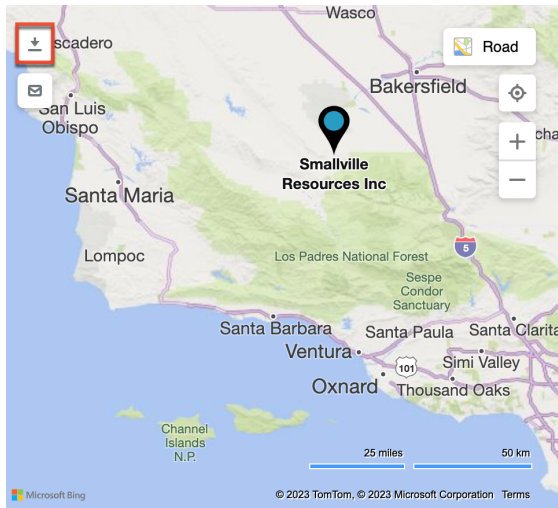 Wasco
scadero
Road
Bakersfield
San Luis
Obispo
cha
Smallville
Resources Inc
Santa Maria
5
Lompoc
Los Padres National Forest
Sespe
Condor
Sanctuary
Santa Barbara
Santa Paula
Santa Clarita
Ventura
101
Simi Valley
Oxnard
Thousand Oaks
Channel
Islands
N.P.
25 miles
50 km
Microsoft Bing
© 2023 TomTom, © 2023 Microsoft Corporation Terms